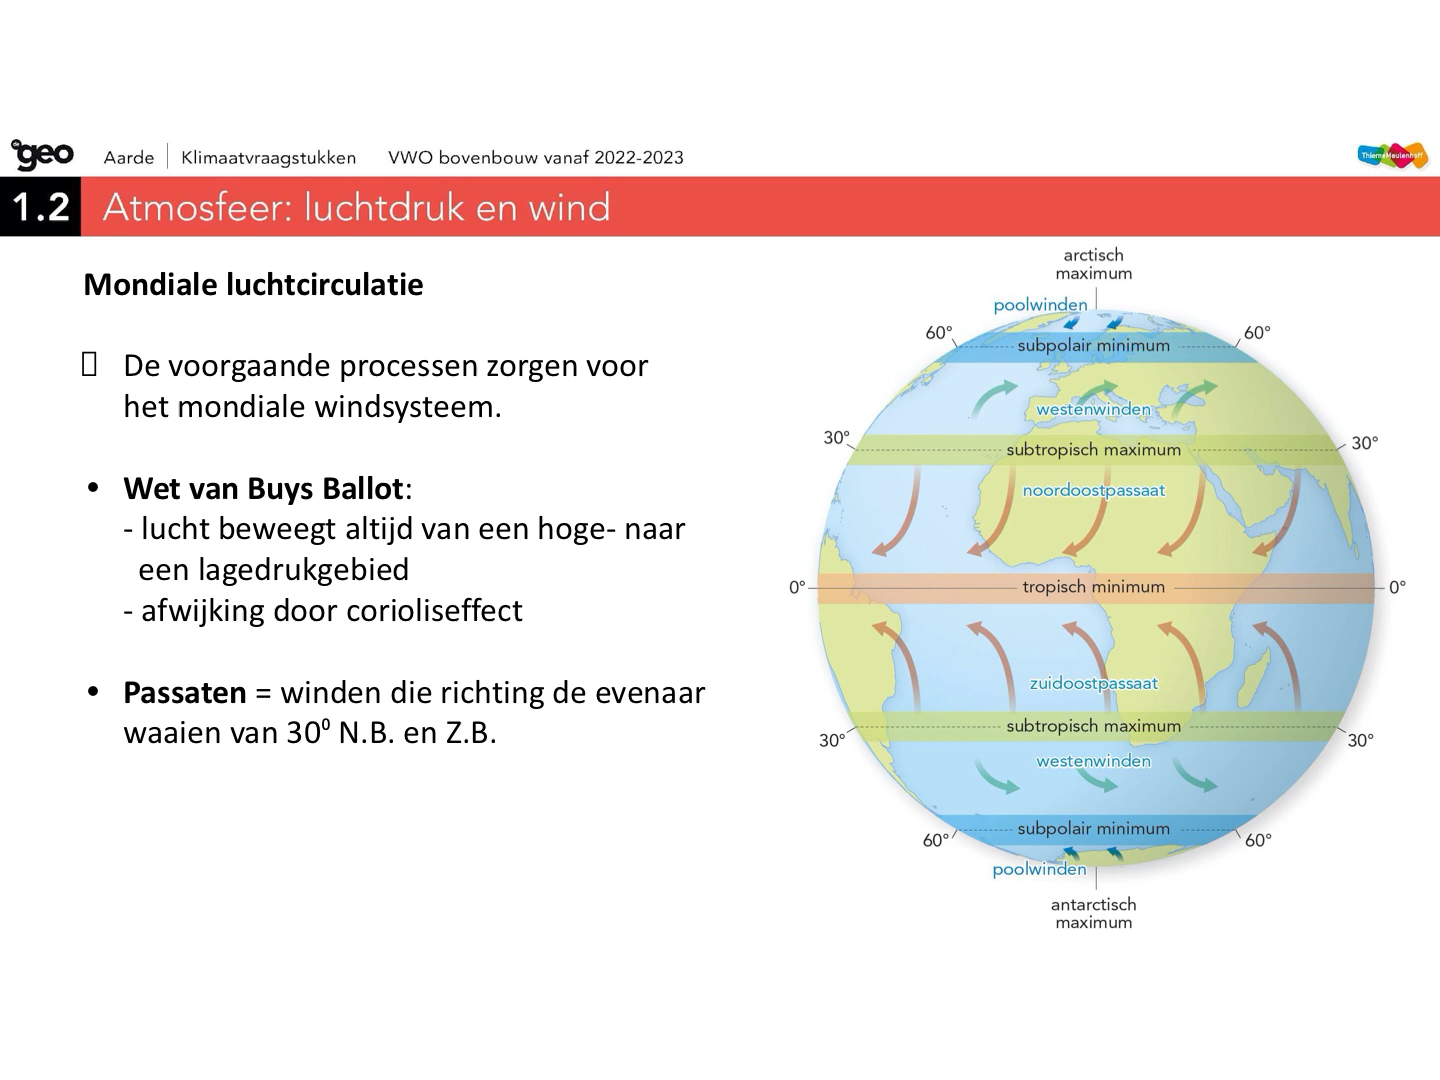 de geo
Aarde | Klimaatvraagstukken VWO bovenbouw vanaf 2022-2023
ThiemeMeulenhoff
1.2 Atmosfeer: luchtdruk en wind
Mondiale luchtcirculatie
De voorgaande processen zorgen voor
het mondiale windsysteem.
• Wet van Buys Ballot:
- lucht beweegt altijd van een hoge- naar
een lagedrukgebied
- afwijking door corioliseffect
• Passaten = winden die richting de evenaar
waaien van 30⁰ N.B. en Z.B.
arctisch
maximum
poolwinden
60° 60°
subpolair minimum
westenwinden
30° 30°
subtropisch maximum
noordoostpassaat
0° tropisch minimum 0°
zuidoostpassaat
subtropisch maximum
30° 30°
westenwinden
subpolair minimum
60° 60°
poolwinden
antarctisch
maximum